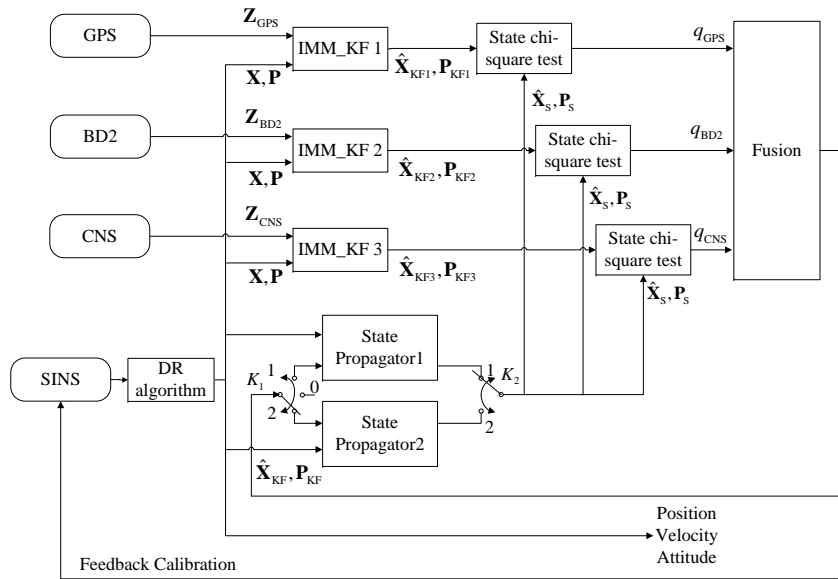 GPS
Z_GPS
IMM_KF 1
X, P
X̂_KF1, P_KF1
State chi-
square test
X̂_S, P_S
q_GPS
BD2
Z_BD2
IMM_KF 2
X, P
X̂_KF2, P_KF2
State chi-
square test
X̂_S, P_S
q_BD2
Fusion
CNS
Z_CNS
IMM_KF 3
X, P
X̂_KF3, P_KF3
State chi-
square test
X̂_S, P_S
q_CNS
SINS
DR
algorithm
K_1
1
0
2
State
Propagator1
State
Propagator2
1
K_2
2
X̂_KF, P_KF
Position
Velocity
Attitude
Feedback Calibration